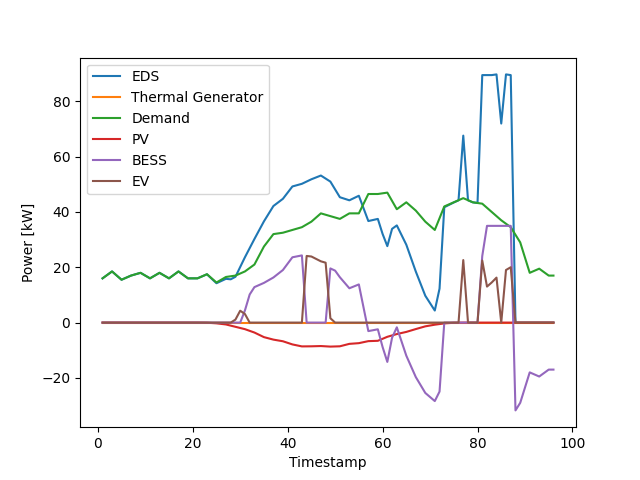 EDS
Thermal Generator
Demand
PV
BESS
EV
Power [kW]
80
60
40
20
0
−20
0 20 40 60 80 100
Timestamp